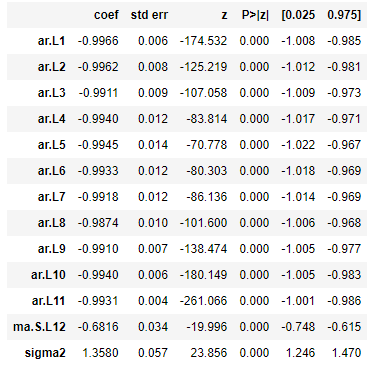 coef std err z P>|z| [0.025 0.975]
ar.L1 -0.9966 0.006 -174.532 0.000 -1.008 -0.985
ar.L2 -0.9962 0.008 -125.219 0.000 -1.012 -0.981
ar.L3 -0.9911 0.009 -107.058 0.000 -1.009 -0.973
ar.L4 -0.9940 0.012 -83.814 0.000 -1.017 -0.971
ar.L5 -0.9945 0.014 -70.778 0.000 -1.022 -0.967
ar.L6 -0.9933 0.012 -80.303 0.000 -1.018 -0.969
ar.L7 -0.9918 0.012 -86.136 0.000 -1.014 -0.969
ar.L8 -0.9874 0.010 -101.600 0.000 -1.006 -0.968
ar.L9 -0.9910 0.007 -138.474 0.000 -1.005 -0.977
ar.L10 -0.9940 0.006 -180.149 0.000 -1.005 -0.983
ar.L11 -0.9931 0.004 -261.066 0.000 -1.001 -0.986
ma.S.L12 -0.6816 0.034 -19.996 0.000 -0.748 -0.615
sigma2 1.3580 0.057 23.856 0.000 1.246 1.470